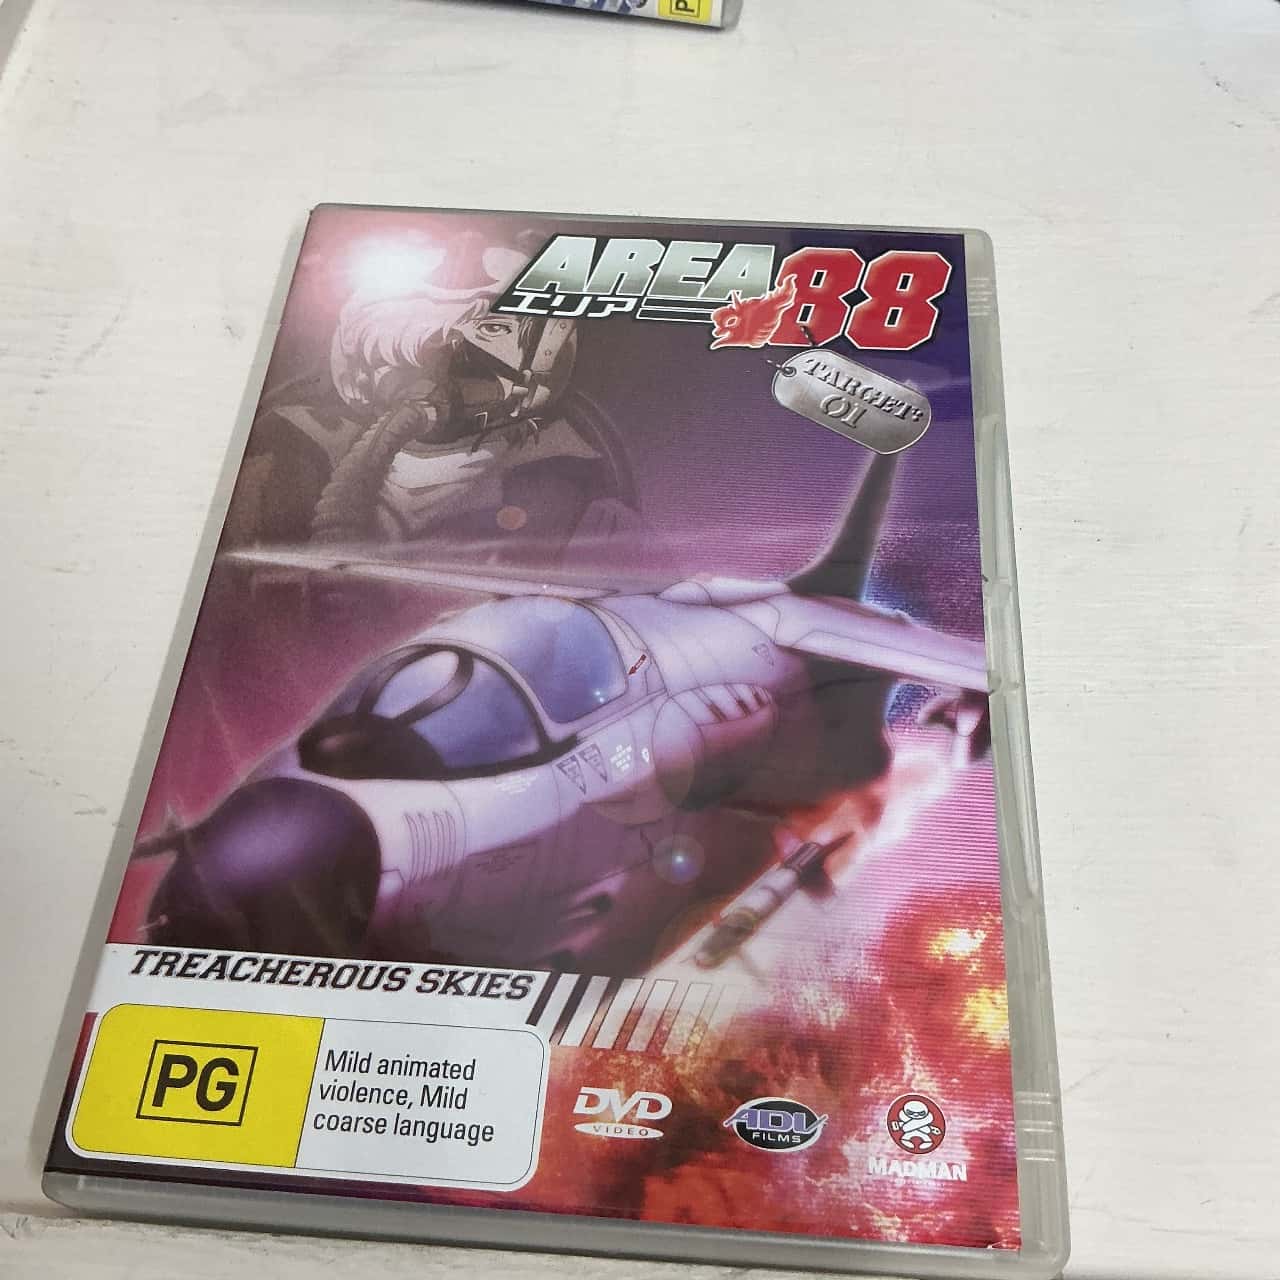 AREA 88
エリア
TARGET:
01
TREACHEROUS SKIES
PG
Mild animated
violence, Mild
coarse language
DVD
VIDEO
ADV
FILMS
MADMAN